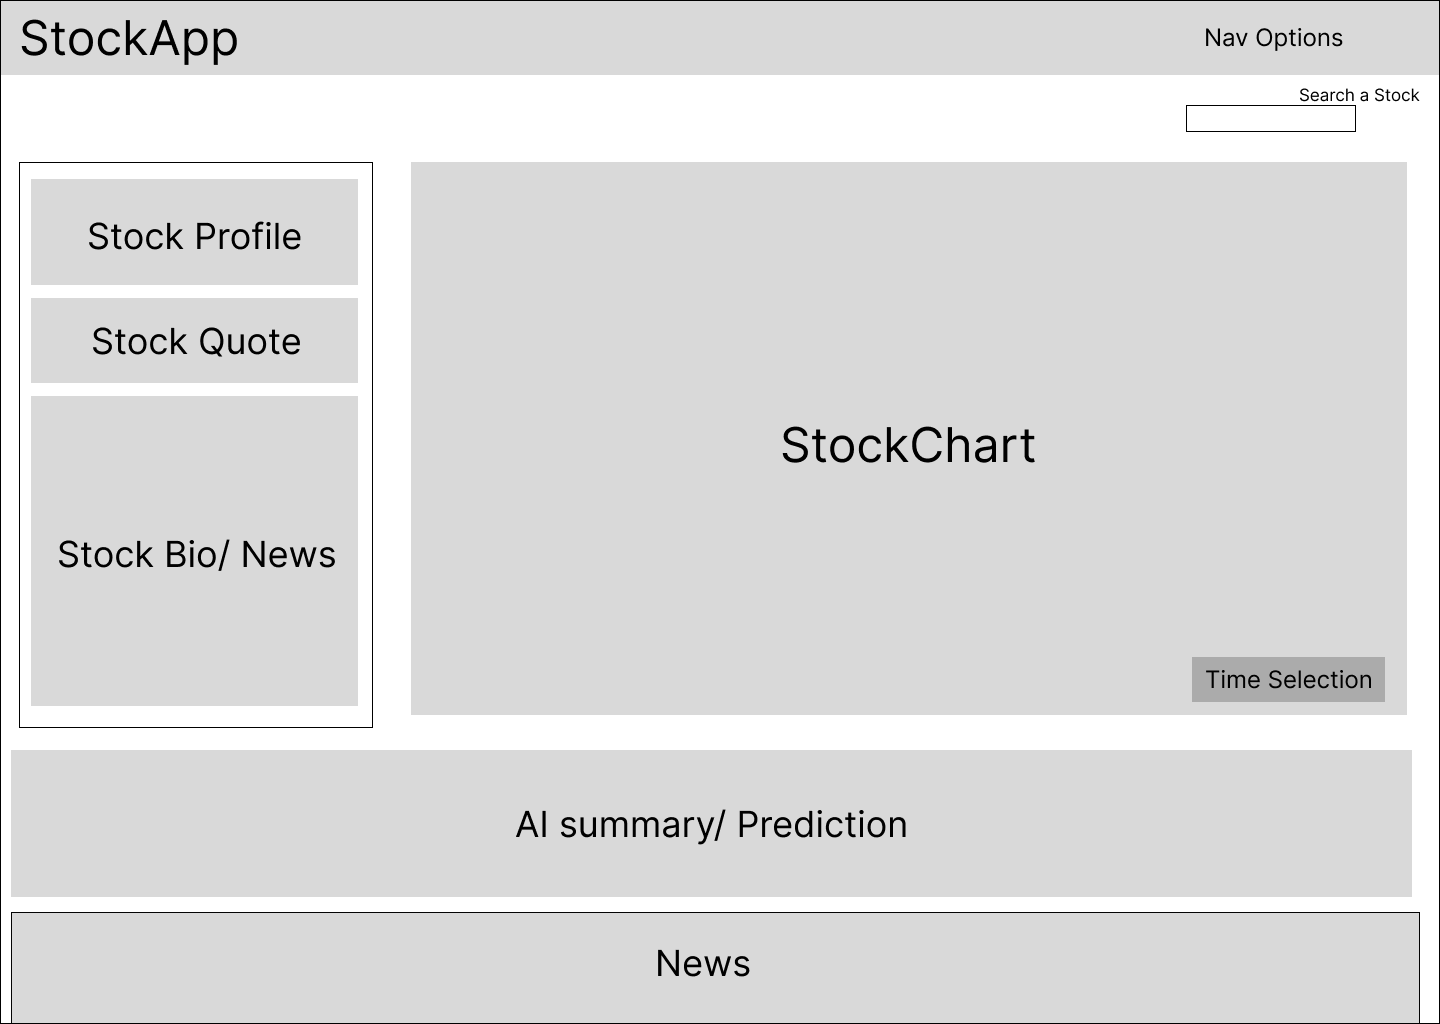 StockApp
Nav Options
Search a Stock
Stock Profile
Stock Quote
Stock Bio/ News
StockChart
Time Selection
AI summary/ Prediction
News